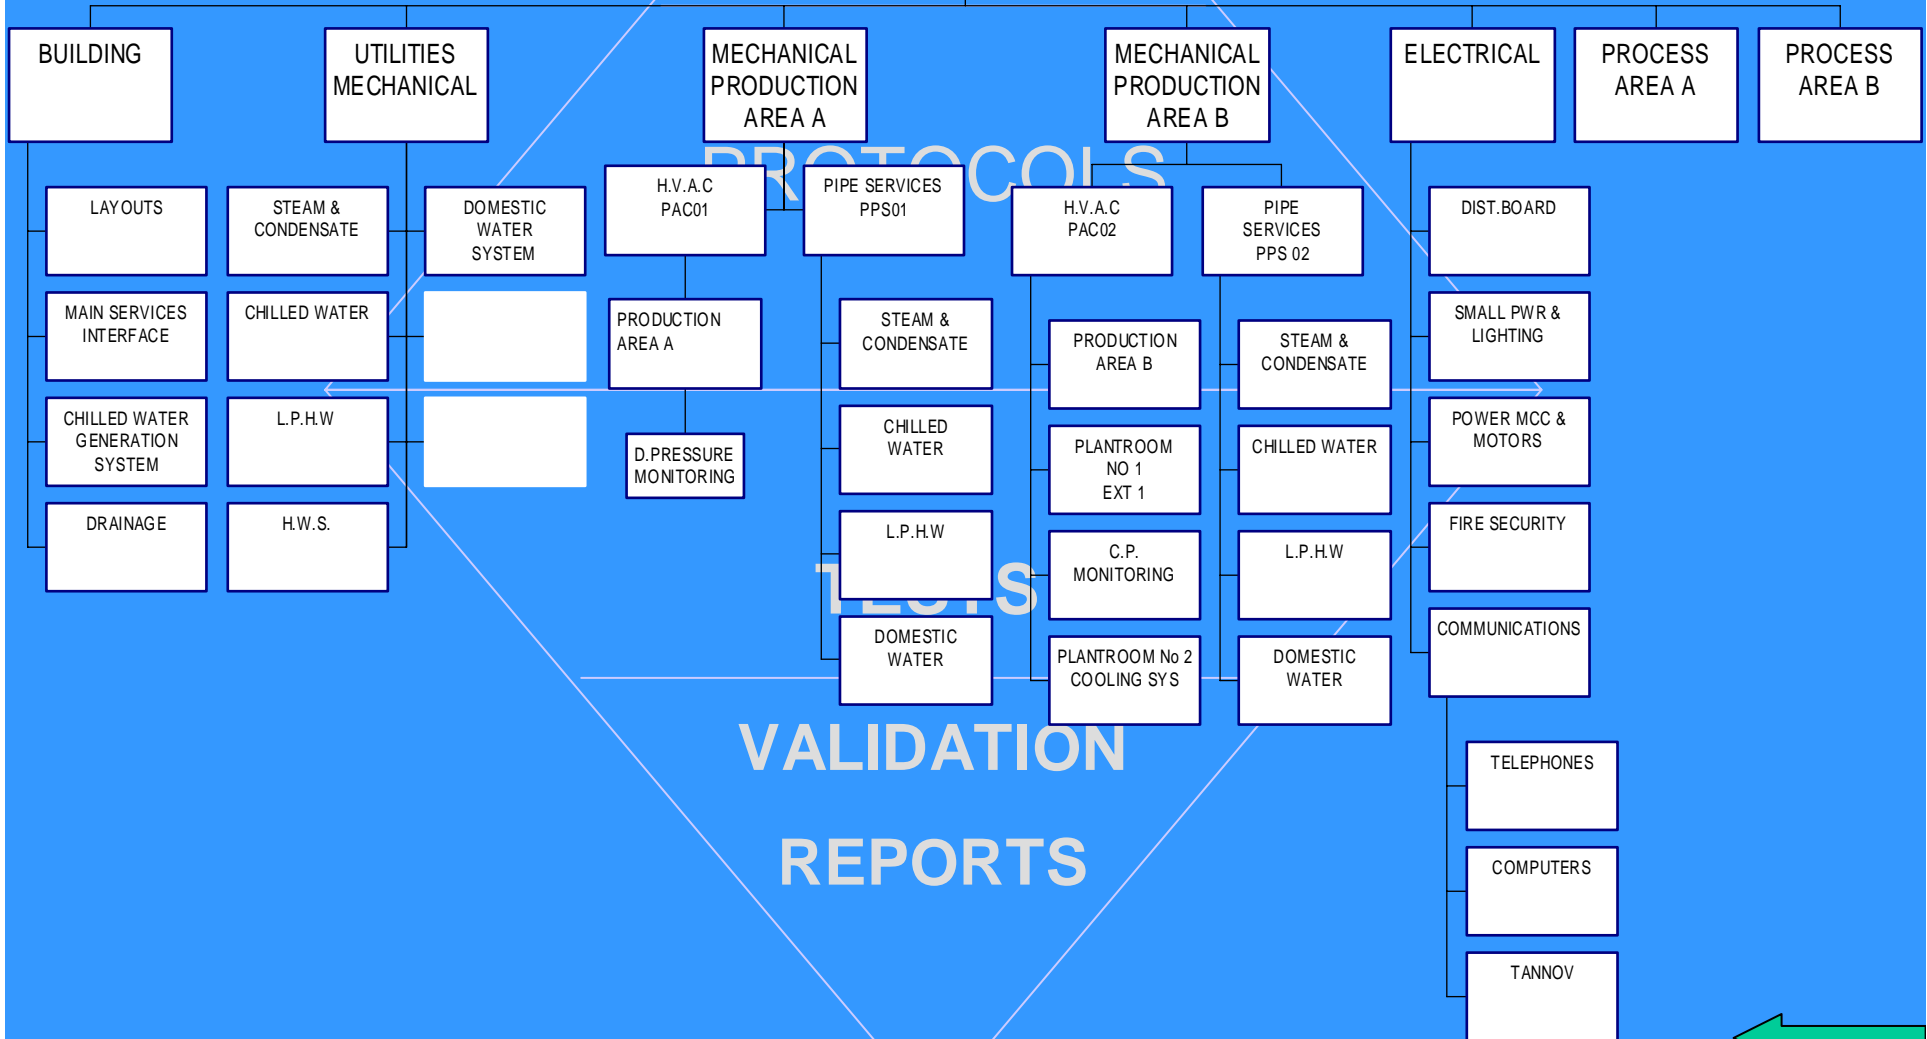 BUILDING
UTILITIES
MECHANICAL
MECHANICAL
PRODUCTION
AREA A
MECHANICAL
PRODUCTION
AREA B
ELECTRICAL
PROCESS
AREA A
PROCESS
AREA B
PROTOCOLS
LAYOUTS
MAIN SERVICES
INTERFACE
CHILLED WATER
GENERATION
SYSTEM
DRAINAGE
STEAM &
CONDENSATE
CHILLED WATER
L.P.H.W
H.W.S.
DOMESTIC
WATER
SYSTEM
H.V.A.C
PAC01
PRODUCTION
AREA A
D.PRESSURE
MONITORING
PIPE SERVICES
PPS01
STEAM &
CONDENSATE
CHILLED
WATER
L.P.H.W
DOMESTIC
WATER
H.V.A.C
PAC02
PRODUCTION
AREA B
PLANTROOM
NO 1
EXT 1
C.P.
MONITORING
PLANTROOM No 2
COOLING SYS
PIPE
SERVICES
PPS 02
STEAM &
CONDENSATE
CHILLED WATER
L.P.H.W
DOMESTIC
WATER
DIST.BOARD
SMALL PWR &
LIGHTING
POWER MCC &
MOTORS
FIRE SECURITY
COMMUNICATIONS
TELEPHONES
COMPUTERS
TANNOV
TESTS
VALIDATION
REPORTS